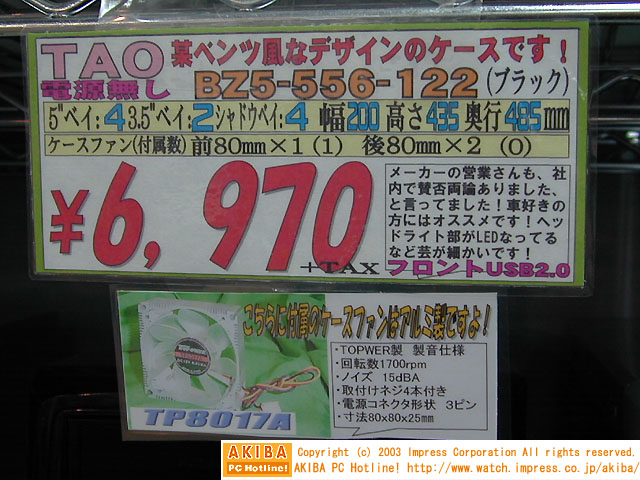 TAO 某ベンツ風なデザインのケースです!
電源無し BZ5-556-122(ブラック)
5"ベイ:4 3.5"ベイ:2 シャドウベイ:4 幅200 高さ435 奥行485mm
ケースファン(付属数) 前80mm×1(1) 後80mm×2 (0)
¥6,970
+TAX
メーカーの営業さんも、社
内で賛否両論ありました、
と言ってました!車好きの
方にはオススメです!ヘッ
ドライト部がLEDなってる
など芸が細かいです!
フロントUSB2.0
こちらに付属のケースファンはアルミ製ですよ!
TP8017A
・TOPWER製 製音仕様
・回転数1700rpm
・ノイズ 15dBA
・取付けネジ4本付き
・電源コネクタ形状 3ピン
・寸法80x80x25mm
AKIBA
PC Hotline!
Copyright (c) 2003 Impress Corporation All rights reserved.
AKIBA PC Hotline! http://www.watch.impress.co.jp/akiba/